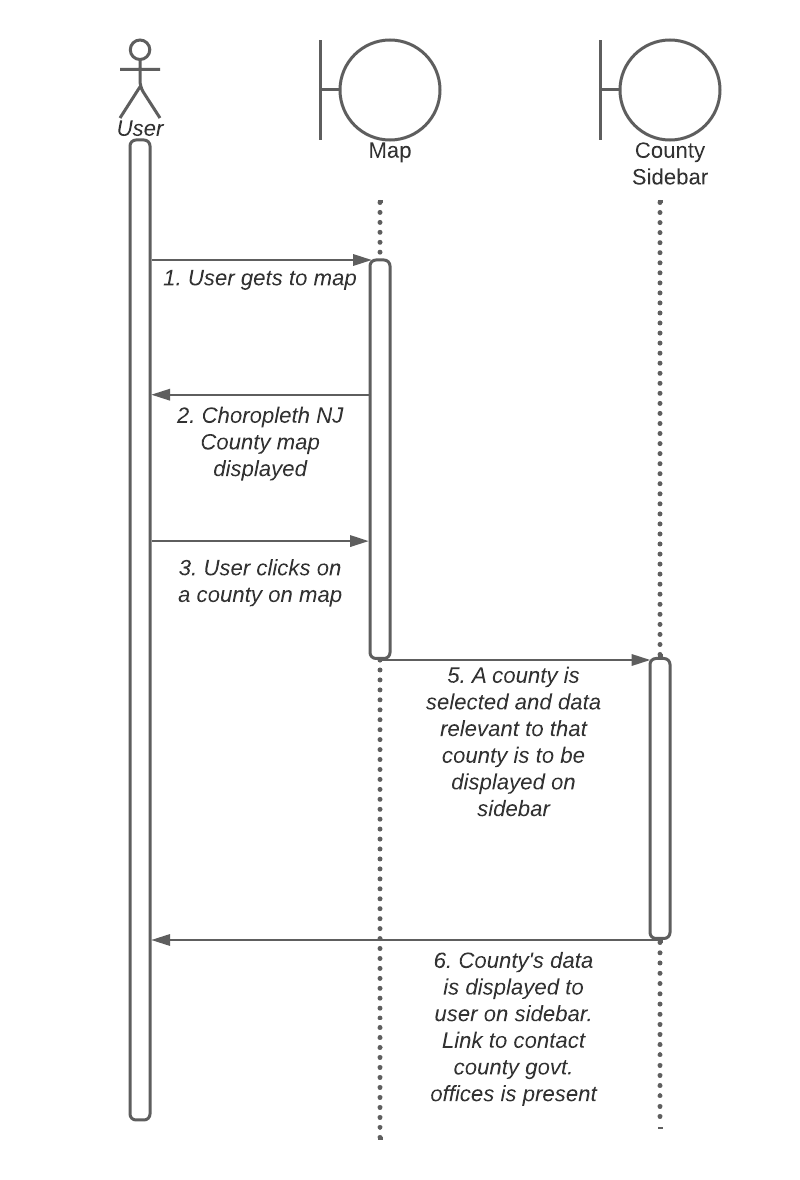 User
Map
County
Sidebar
1. User gets to map
2. Choropleth NJ
County map
displayed
3. User clicks on
a county on map
5. A county is
selected and data
relevant to that
county is to be
displayed on
sidebar
6. County's data
is displayed to
user on sidebar.
Link to contact
county govt.
offices is present